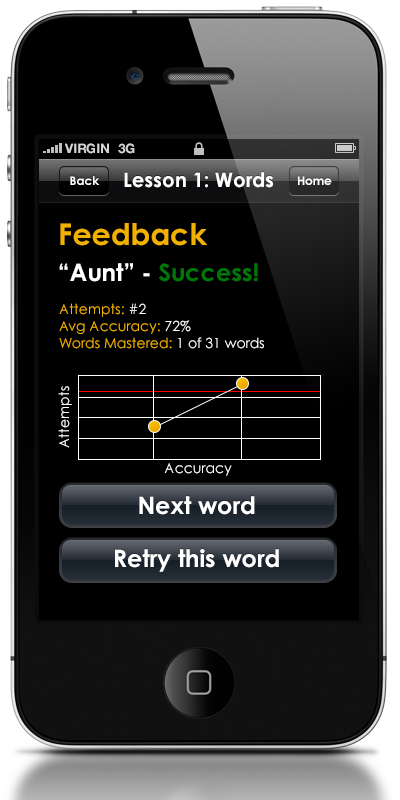 VIRGIN 3G
Back
Lesson 1: Words
Home
Feedback
“Aunt” - Success!
Attempts: #2
Avg Accuracy: 72%
Words Mastered: 1 of 31 words
Attempts
Accuracy
Next word
Retry this word